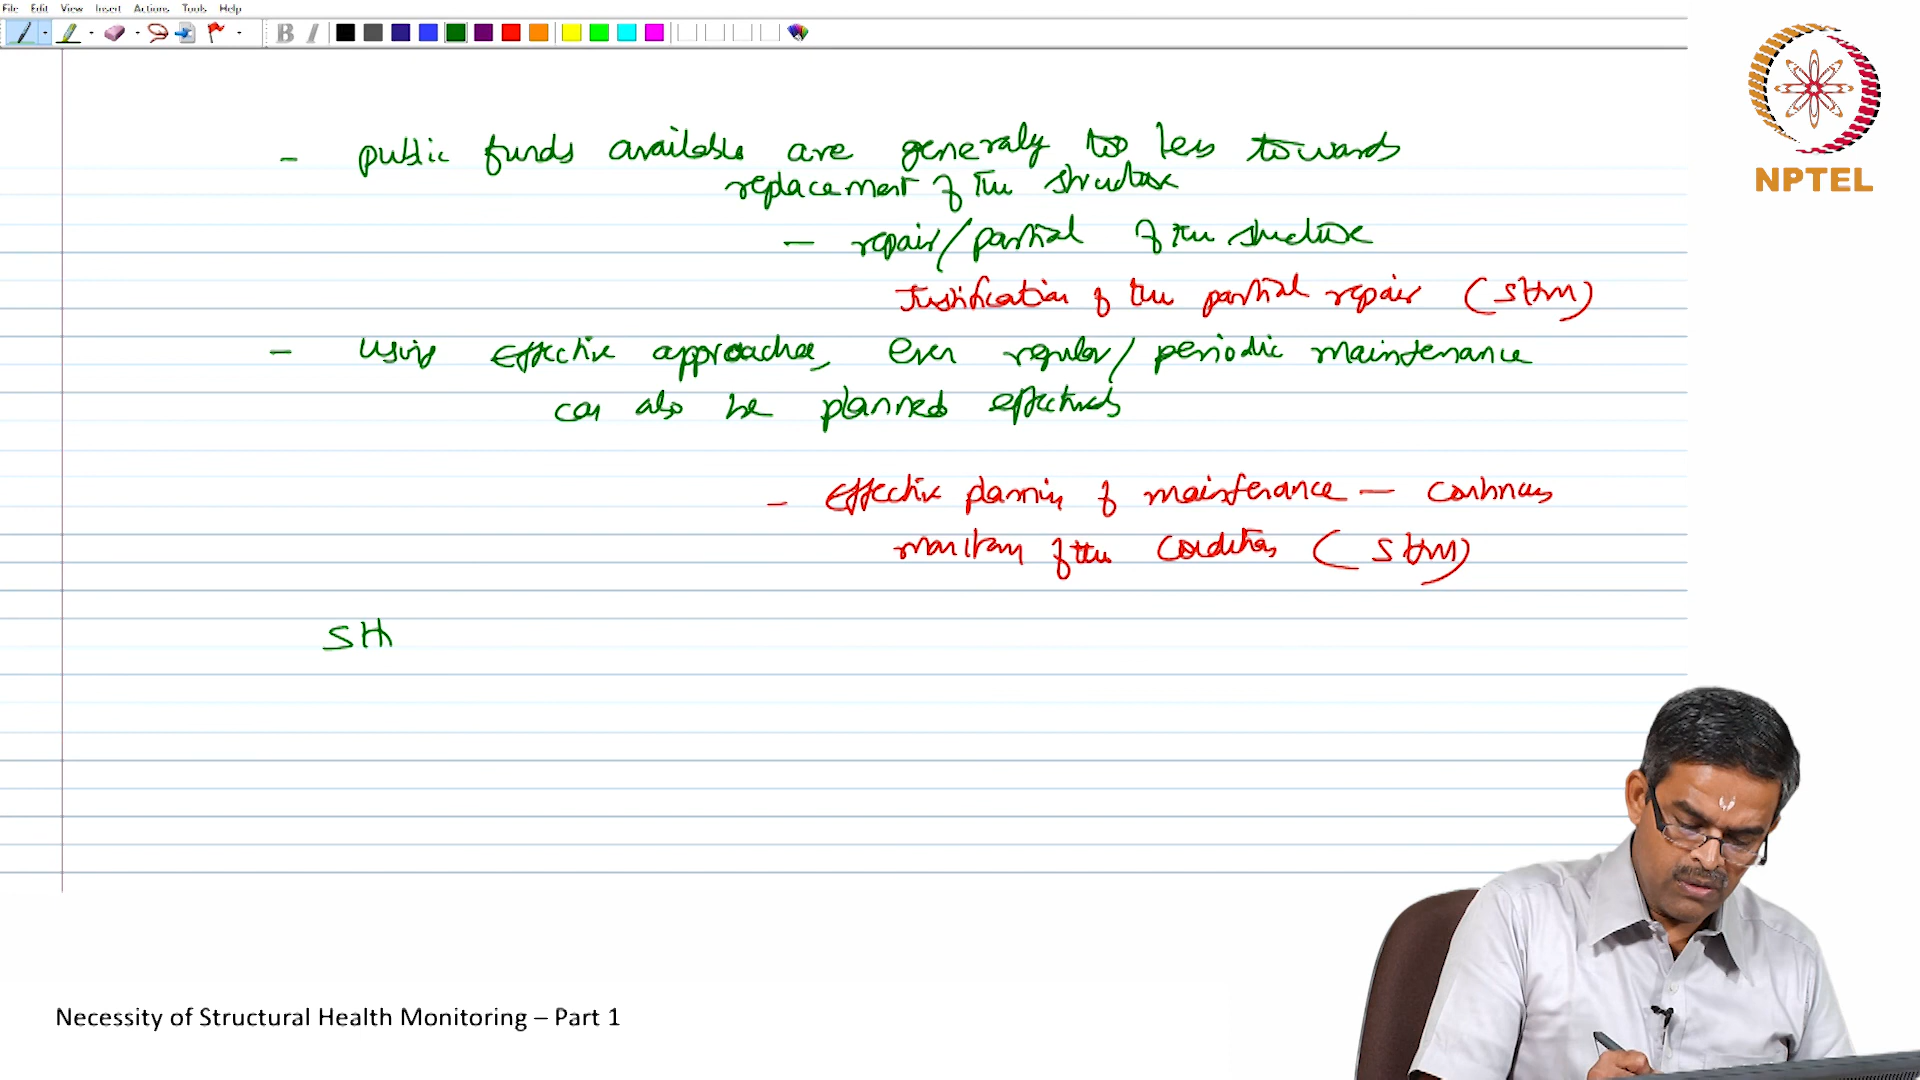 File Edit View Insert Actions Tools Help
B I
NPTEL
- public funds available are generally too less towards
replacement of the structure
- repair/partial of the structure
Justification of the partial repair (SHM)
- using effective approaches, even regular/periodic maintenance
can also be planned effectively
- Effective planning of maintenance - continuous
monitoring of the condition (SHM)
SH
Necessity of Structural Health Monitoring – Part 1